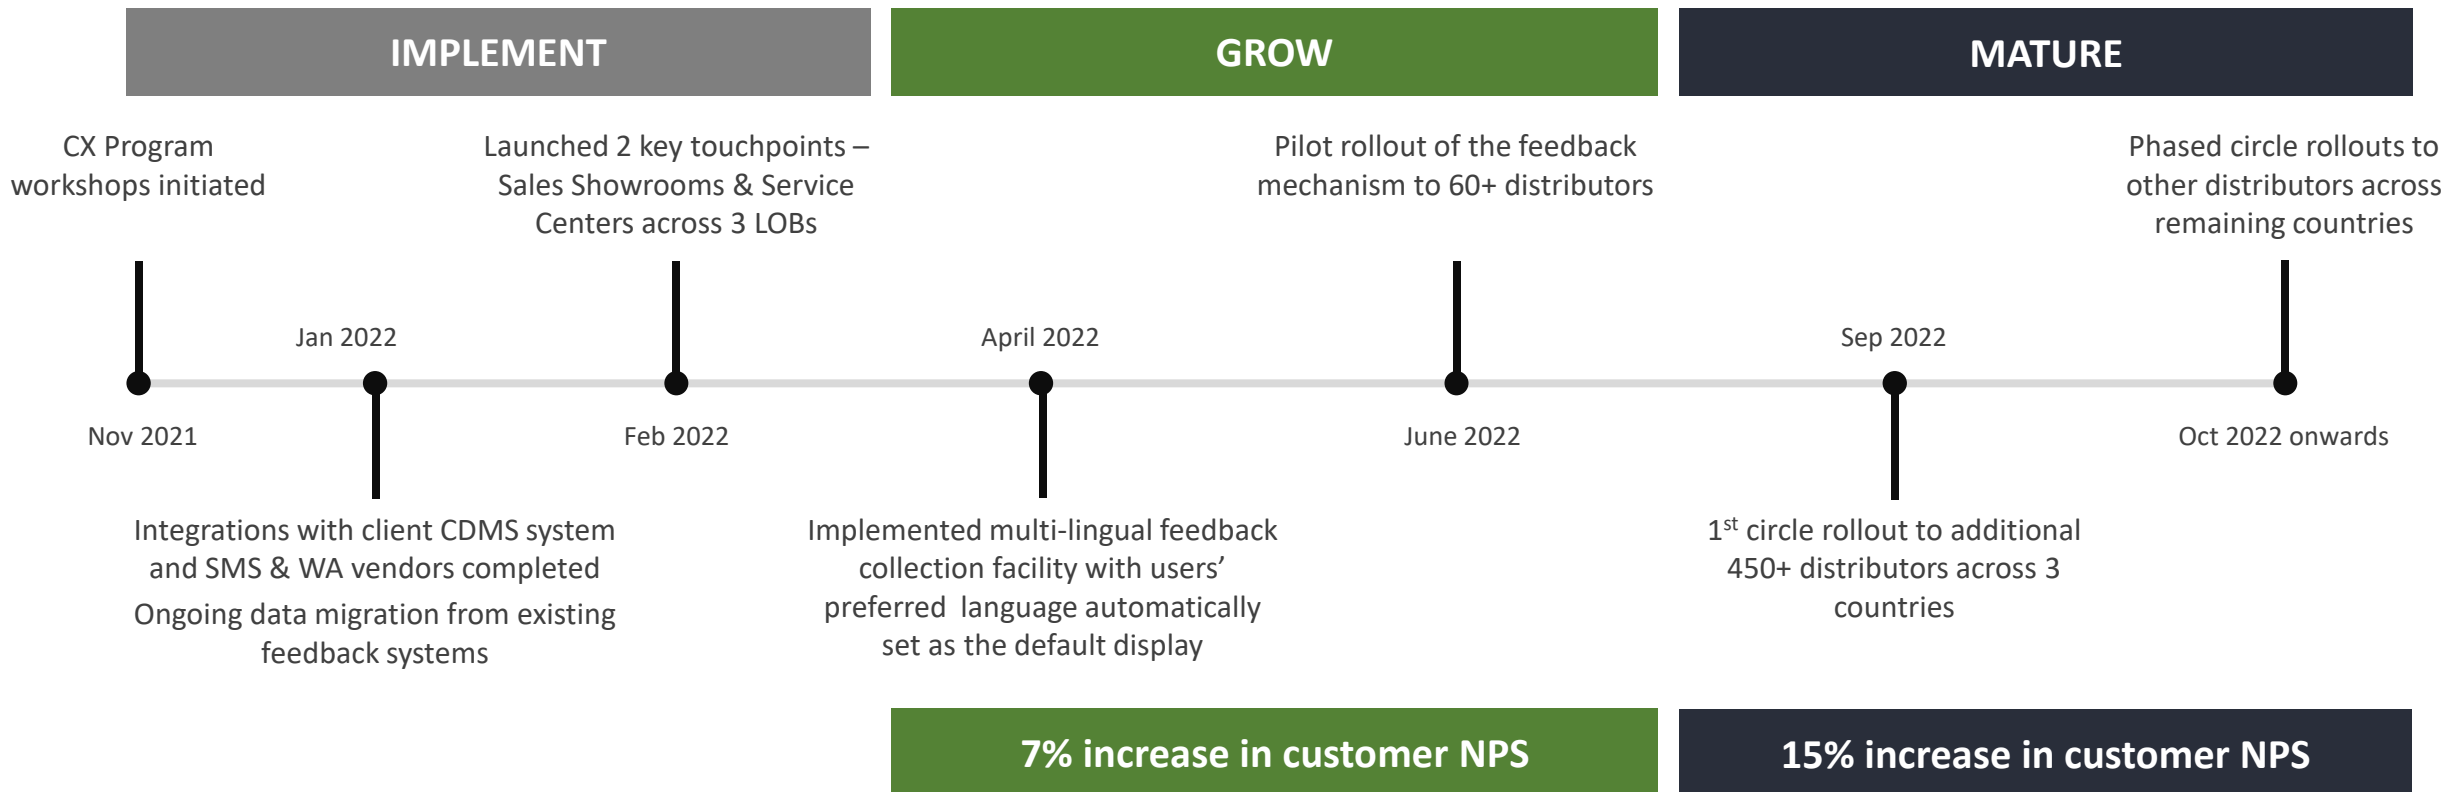 IMPLEMENT
GROW
MATURE
CX Program
workshops initiated
Launched 2 key touchpoints –
Sales Showrooms & Service
Centers across 3 LOBs
Pilot rollout of the feedback
mechanism to 60+ distributors
Phased circle rollouts to
other distributors across
remaining countries
Jan 2022
April 2022
Sep 2022
Nov 2021
Feb 2022
June 2022
Oct 2022 onwards
Integrations with client CDMS system
and SMS & WA vendors completed
Ongoing data migration from existing
feedback systems
Implemented multi-lingual feedback
collection facility with users’
preferred  language automatically
set as the default display
1st circle rollout to additional
450+ distributors across 3
countries
7% increase in customer NPS
15% increase in customer NPS